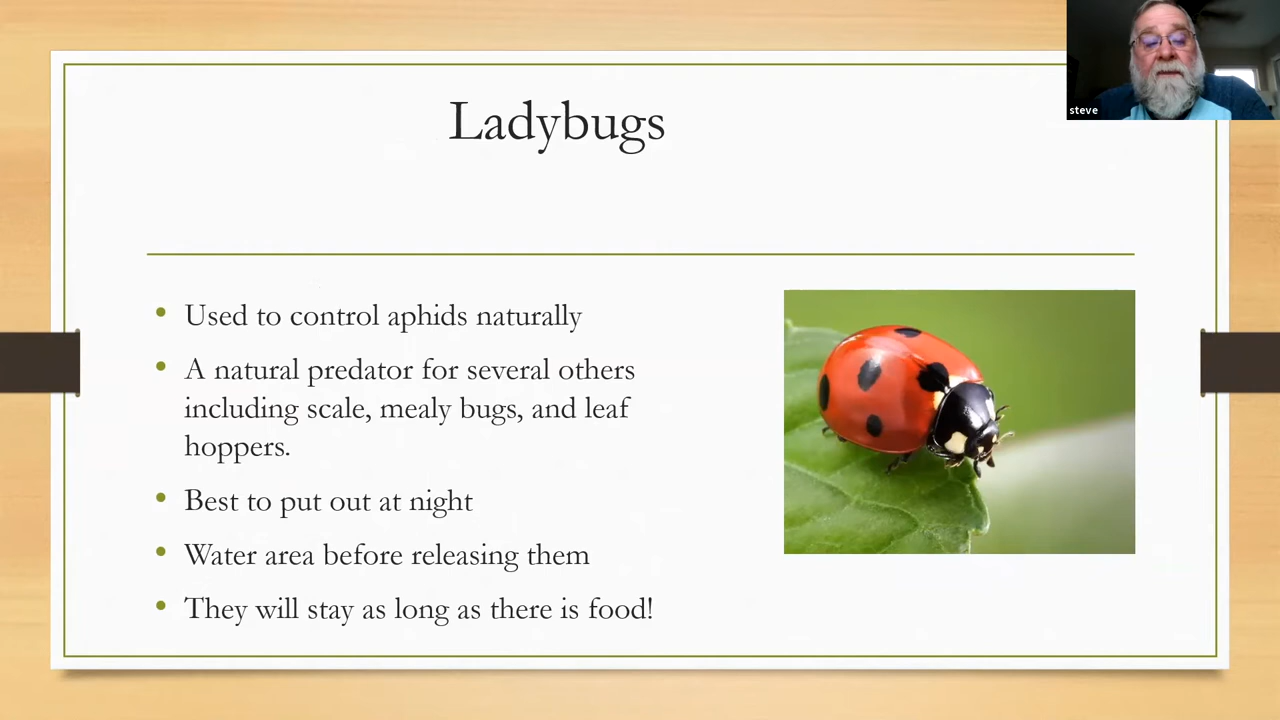 steve
Ladybugs
• Used to control aphids naturally
• A natural predator for several others
including scale, mealy bugs, and leaf
hoppers.
• Best to put out at night
• Water area before releasing them
• They will stay as long as there is food!